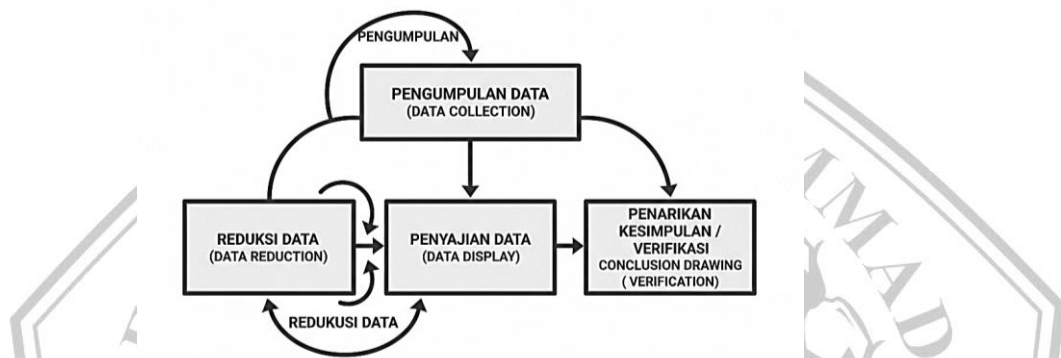 PENGUMPULAN
PENGUMPULAN DATA
(DATA COLLECTION)
REDUKSI DATA
(DATA REDUCTION)
PENYAJIAN DATA
(DATA DISPLAY)
PENARIKAN
KESIMPULAN /
VERIFIKASI
CONCLUSION DRAWING
( VERIFICATION)
REDUKUSI DATA